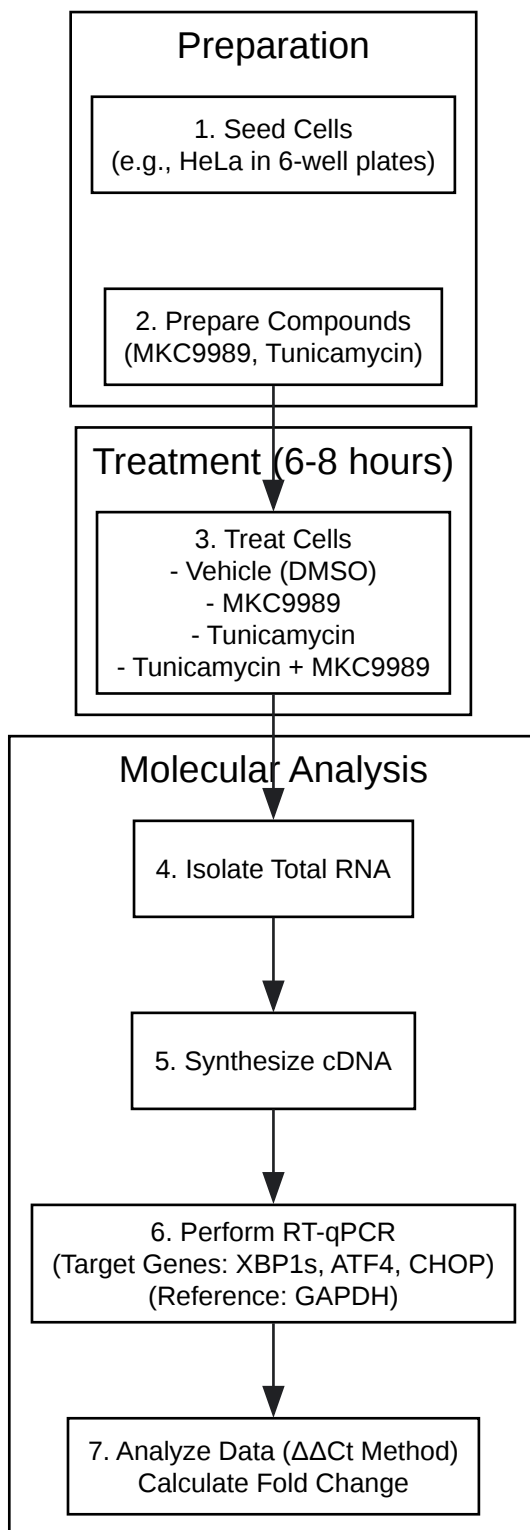 Preparation
1. Seed Cells
(e.g., HeLa in 6-well plates)
2. Prepare Compounds
(MKC9989, Tunicamycin)
Treatment (6-8 hours)
3. Treat Cells
- Vehicle (DMSO)
- MKC9989
- Tunicamycin
- Tunicamycin + MKC9989
Molecular Analysis
4. Isolate Total RNA
5. Synthesize cDNA
6. Perform RT-qPCR
(Target Genes: XBP1s, ATF4, CHOP)
(Reference: GAPDH)
7. Analyze Data (ΔΔCt Method)
Calculate Fold Change